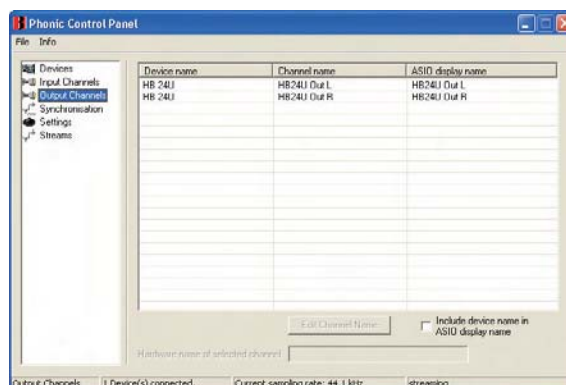 Phonic Control Panel
File Info
Devices
Input Channels
Output Channels
Synchronisation
Settings
Streams
Device name Channel name ASIO display name
HB 24U HB24U Out L HB24U Out L
HB 24U HB24U Out R HB24U Out R
Edit Channel Name
Include device name in
ASIO display name
Hardware name of selected channel
Output Channels 1 Device(s) connected Current sampling rate: 44.1 kHz streaming